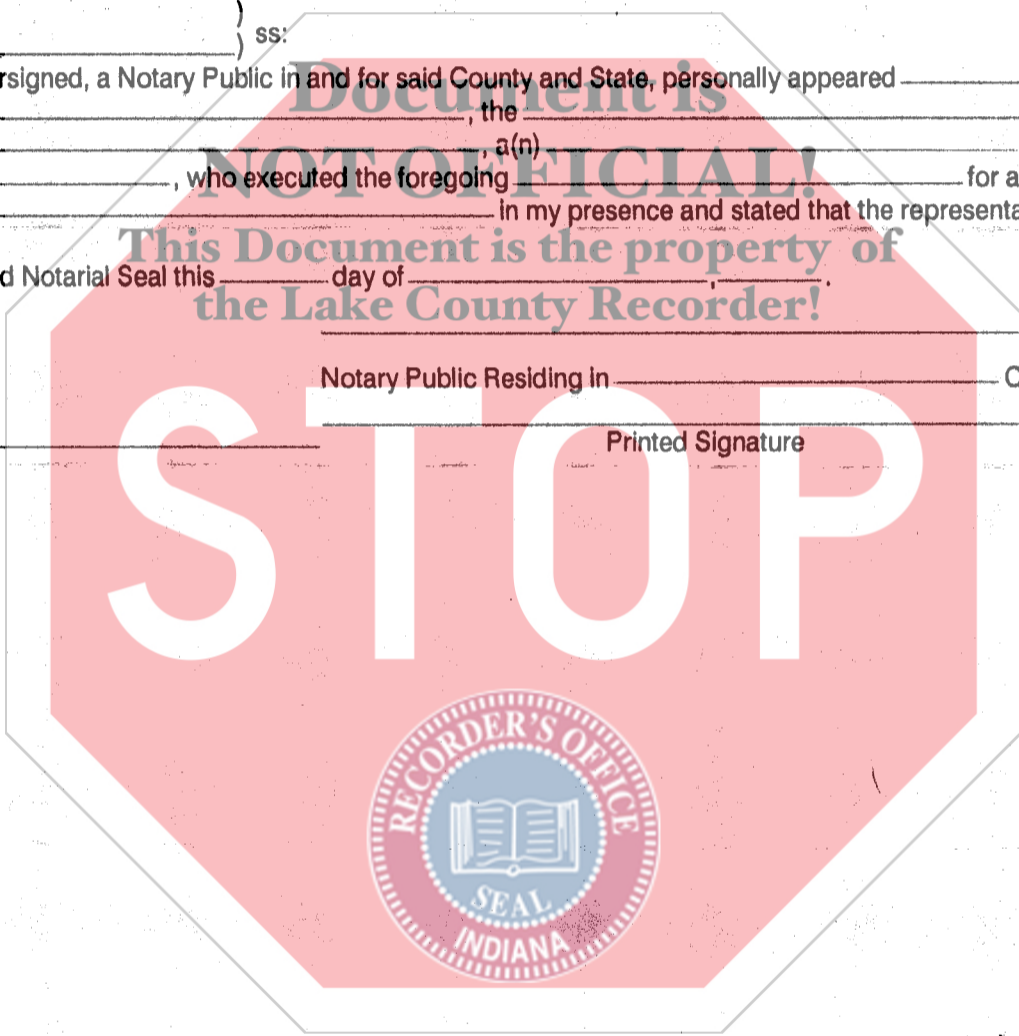 ) ss:
)
rsigned, a Notary Public in and for said County and State, personally appeared
Document is
, the
, a(n)
NOT OFFICIAL!
, who executed the foregoing for a
in my presence and stated that the representa
This Document is the property of
d Notarial Seal this day of , .
the Lake County Recorder!
Notary Public Residing in C
Printed Signature
STOP
RECORDER'S OFFICE
SEAL
INDIANA